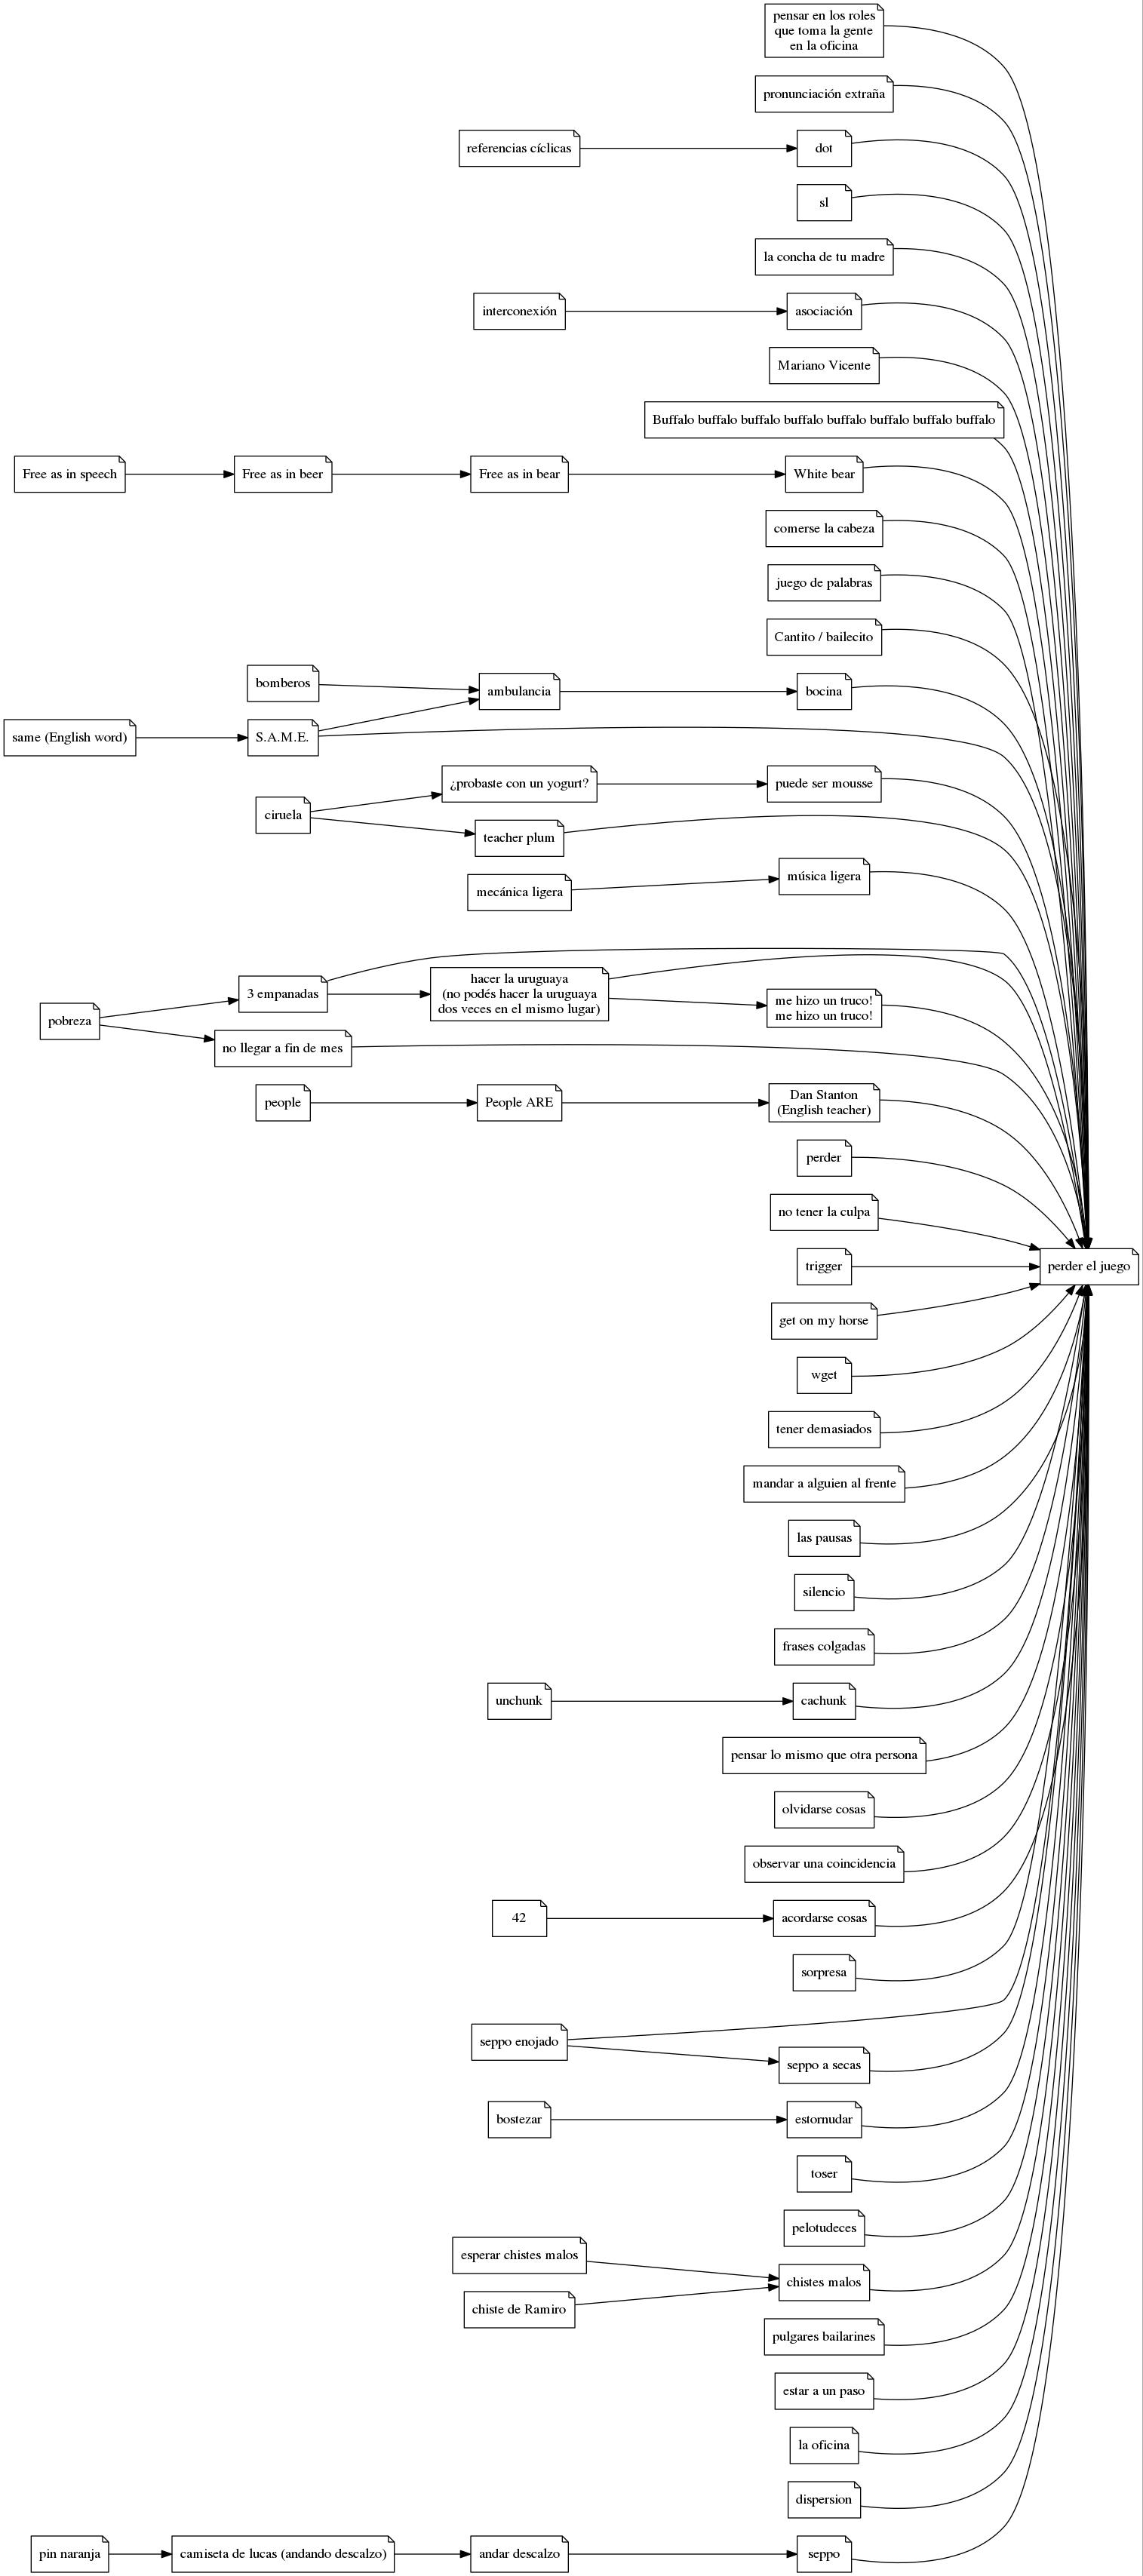 pensar en los roles
que toma la gente
en la oficina
pronunciación extraña
referencias cíclicas
dot
sl
la concha de tu madre
interconexión
asociación
Mariano Vicente
Buffalo buffalo buffalo buffalo buffalo buffalo buffalo buffalo
Free as in speech
Free as in beer
Free as in bear
White bear
comerse la cabeza
juego de palabras
Cantito / bailecito
bomberos
ambulancia
bocina
same (English word)
S.A.M.E.
¿probaste con un yogurt?
puede ser mousse
ciruela
teacher plum
mecánica ligera
música ligera
pobreza
3 empanadas
hacer la uruguaya
(no podés hacer la uruguaya
dos veces en el mismo lugar)
me hizo un truco!
me hizo un truco!
no llegar a fin de mes
people
People ARE
Dan Stanton
(English teacher)
perder
no tener la culpa
trigger
perder el juego
get on my horse
wget
tener demasiados
mandar a alguien al frente
las pausas
silencio
frases colgadas
unchunk
cachunk
pensar lo mismo que otra persona
olvidarse cosas
observar una coincidencia
42
acordarse cosas
sorpresa
seppo enojado
seppo a secas
bostezar
estornudar
toser
pelotudeces
esperar chistes malos
chistes malos
chiste de Ramiro
pulgares bailarines
estar a un paso
la oficina
dispersion
pin naranja
camiseta de lucas (andando descalzo)
andar descalzo
seppo